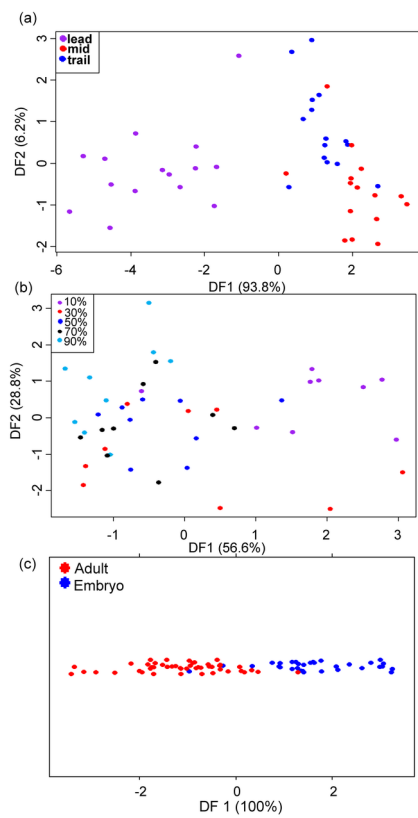 (a)
lead
mid
trail
3
2
1
0
-1
-2
DF2 (6.2%)
-6
-4
-2
0
2
DF1 (93.8%)
(b)
10%
30%
50%
70%
90%
3
2
1
0
-1
-2
DF2 (28.8%)
-1
0
1
2
3
DF1 (56.6%)
(c)
Adult
Embryo
-2
0
2
DF 1 (100%)